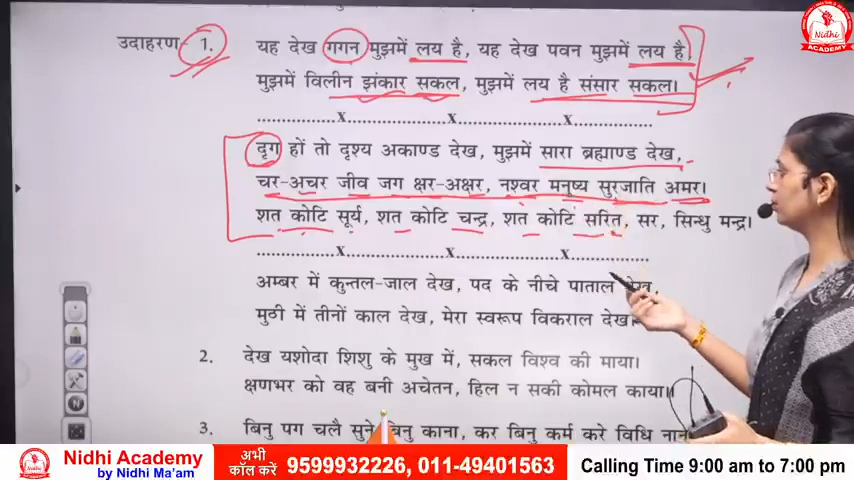 Nidhi
ACADEMY
उदाहरण 1. यह देख गगन मुझमें लय है, यह देख पवन मुझमें लय है,
मुझमें विलीन झंकार सकल, मुझमें लय है संसार सकल।
..............x..................x..................x.............
दृग हों तो दृश्य अकाण्ड देख, मुझमें सारा ब्रह्माण्ड देख,
चर-अचर जीव जग क्षर-अक्षर, नश्वर मनुष्य सुरजाति अमर।
शत कोटि सूर्य, शत कोटि चन्द्र, शत कोटि सरित, सर, सिन्धु मन्द्र।
..............x..................x..................x.............
अम्बर में कुन्तल-जाल देख, पद के नीचे पाताल देख,
मुठी में तीनों काल देख, मेरा स्वरूप विकराल देख।
2. देख यशोदा शिशु के मुख में, सकल विश्व की माया।
क्षणभर को वह बनी अचेतन, हिल न सकी कोमल काया॥
3. बिनु पग चलै सुने बिनु काना, कर बिनु कर्म करे विधि
Nidhi Academy
by Nidhi Ma'am
अभी कॉल करें 9599932226, 011-49401563
Calling Time 9:00 am to 7:00 pm